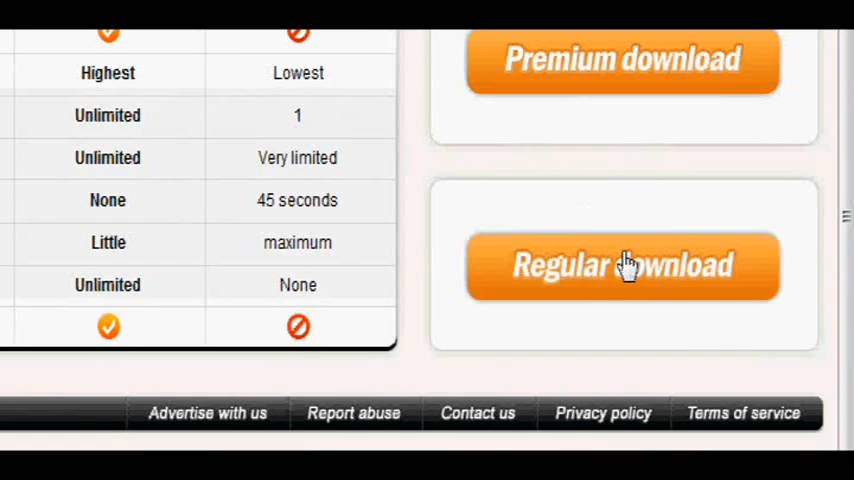 Premium download
Highest Lowest
Unlimited 1
Unlimited Very limited
None 45 seconds
Little maximum
Unlimited None
Regular download
Advertise with us Report abuse Contact us Privacy policy Terms of service